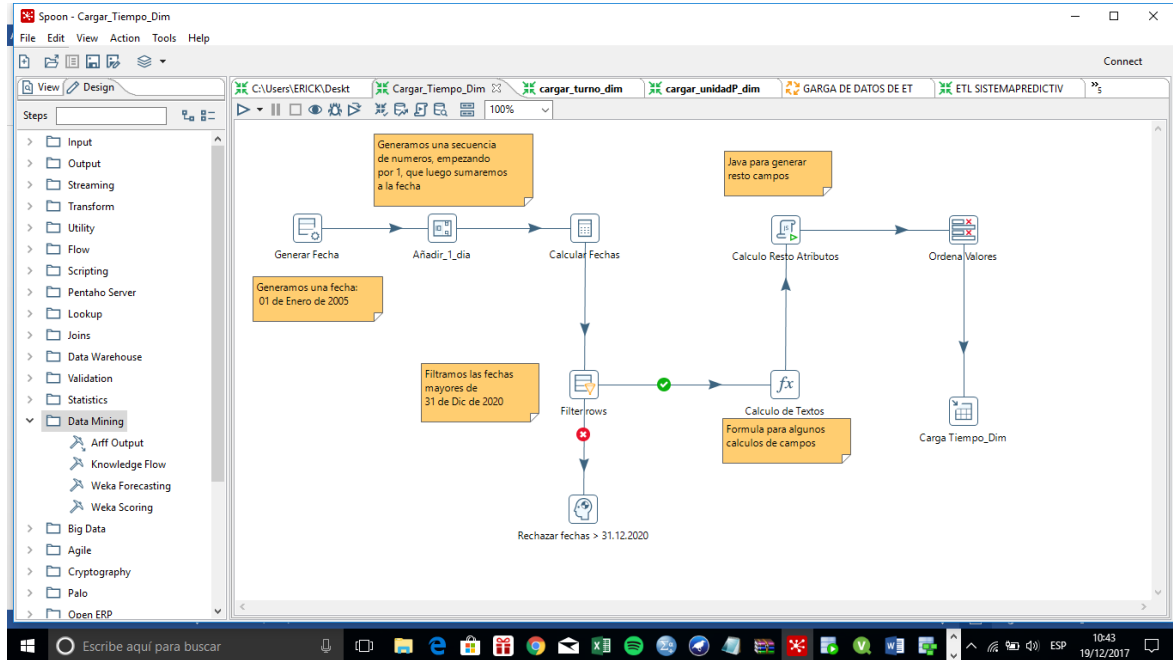 Spoon - Cargar_Tiempo_Dim
File Edit View Action Tools Help
Connect
View Design
Steps
Input
Output
Streaming
Transform
Utility
Flow
Scripting
Pentaho Server
Lookup
Joins
Data Warehouse
Validation
Statistics
Data Mining
Arff Output
Knowledge Flow
Weka Forecasting
Weka Scoring
Big Data
Agile
Cryptography
Palo
Open ERP
C:\Users\ERICK\Deskt
Cargar_Tiempo_Dim
cargar_turno_dim
cargar_unidadP_dim
GARGA DE DATOS DE ET
ETL SISTEMAPREDICTIV
»5
100%
Generamos una secuencia
de numeros, empezando
por 1, que luego sumaremos
a la fecha
Java para generar
resto campos
Generar Fecha
Añadir_1_dia
Calcular Fechas
Calculo Resto Atributos
Ordena Valores
Generamos una fecha:
01 de Enero de 2005
Filtramos las fechas
mayores de
31 de Dic de 2020
Filter rows
fx
Calculo de Textos
Formula para algunos
calculos de campos
Carga Tiempo_Dim
Rechazar fechas > 31.12.2020
Escribe aquí para buscar
ESP
10:43
19/12/2017